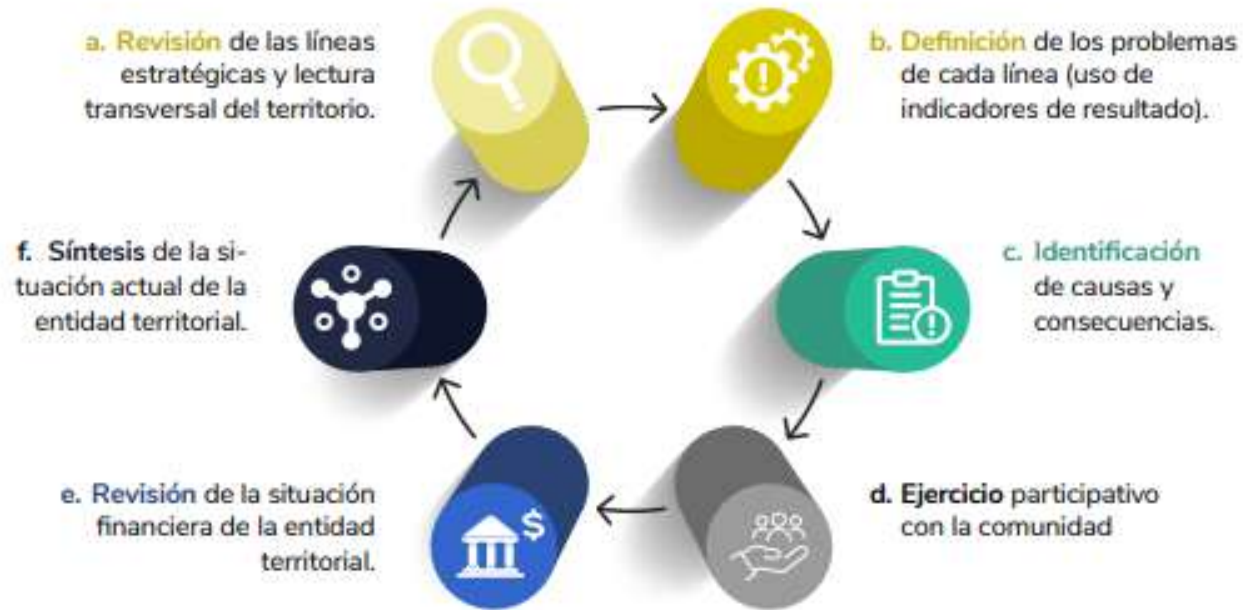 a. Revisión de las líneas
estratégicas y lectura
transversal del territorio.
b. Definición de los problemas
de cada línea (uso de
indicadores de resultado).
c. Identificación
de causas y
consecuencias.
d. Ejercicio participativo
con la comunidad
e. Revisión de la situación
financiera de la entidad
territorial.
f. Síntesis de la si-
tuación actual de la
entidad territorial.